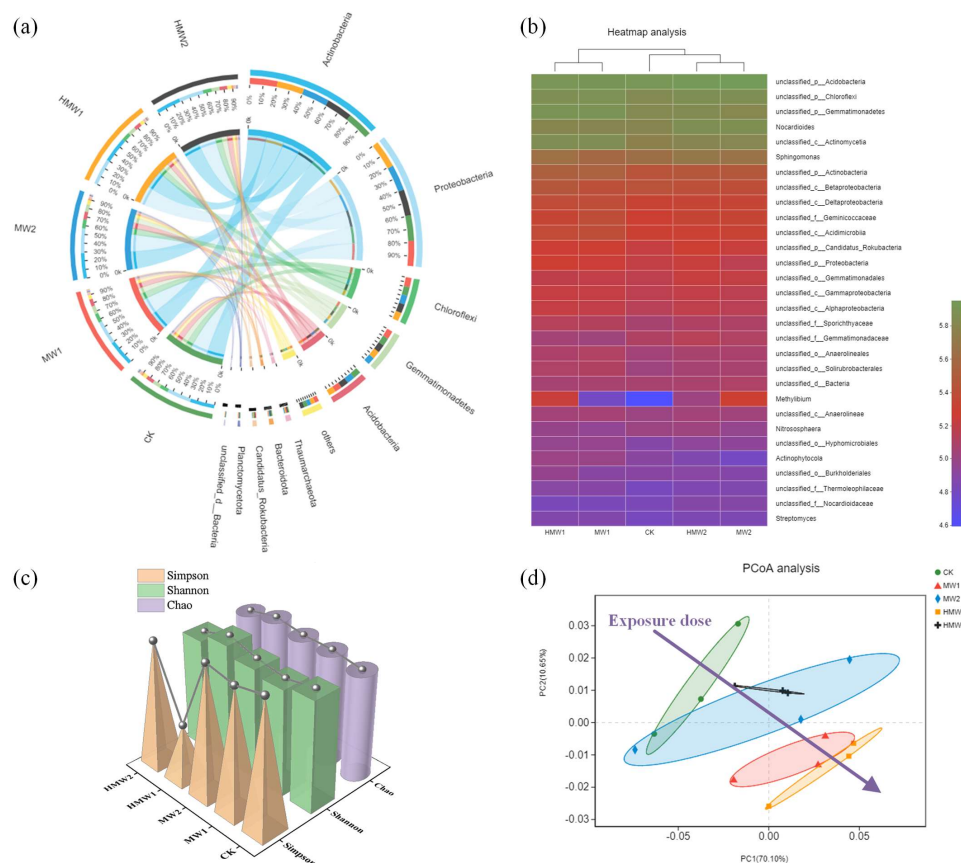 (a)
HMW2
Actinobacteria
HMW1
Proteobacteria
MW2
Chloroflexi
MW1
Gemmatimonadetes
CK
Acidobacteria
others
Thaumarchaeota
Bacteroidota
Candidatus_Rokubacteria
Planctomycetota
unclassified_d__Bacteria
(b)
Heatmap analysis
unclassified_p__Acidobacteria
unclassified_p__Chloroflexi
unclassified_p__Gemmatimonadetes
Nocardioides
unclassified_c__Actinomycetia
Sphingomonas
unclassified_p__Actinobacteria
unclassified_c__Betaproteobacteria
unclassified_c__Deltaproteobacteria
unclassified_f__Geminicoccaceae
unclassified_c__Acidimicrobiia
unclassified_p__Candidatus_Rokubacteria
unclassified_p__Proteobacteria
unclassified_o__Gemmatimonadales
unclassified_c__Gammaproteobacteria
unclassified_c__Alphaproteobacteria
unclassified_f__Sporichthyaceae
unclassified_f__Gemmatimonadaceae
unclassified_o__Anaerolineales
unclassified_o__Solirubrobacterales
unclassified_d__Bacteria
Methylibium
unclassified_c__Anaerolineae
Nitrososphaera
unclassified_o__Hyphomicrobiales
Actinophytocola
unclassified_o__Burkholderiales
unclassified_f__Thermoleophilaceae
unclassified_f__Nocardioidaceae
Streptomyces
HMW1 MW1 CK HMW2 MW2
5.8
5.6
5.4
5.2
5.0
4.8
4.6
(c)
Simpson
Shannon
Chao
HMW2
HMW1
MW2
MW1
CK
Simpson
Shannon
Chao
(d)
PCoA analysis
CK
MW1
MW2
HMW
HMW
Exposure dose
PC2(10.65%)
0.03
0.02
0.01
0.00
-0.01
-0.02
-0.03
-0.05 0.00 0.05
PC1(70.10%)